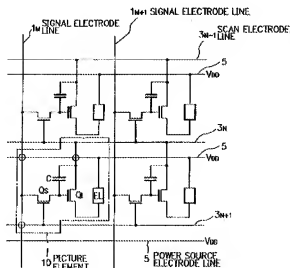 1M SIGNAL ELECTRODE LINE
1M+1 SIGNAL ELECTRODE LINE
3N-1 SCAN ELECTRODE LINE
5
VDD
3N
5
VDD
C
QS
QI
EL
3N+1
VDD
10 PICTURE ELEMENT
5 POWER SOURCE ELECTRODE LINE